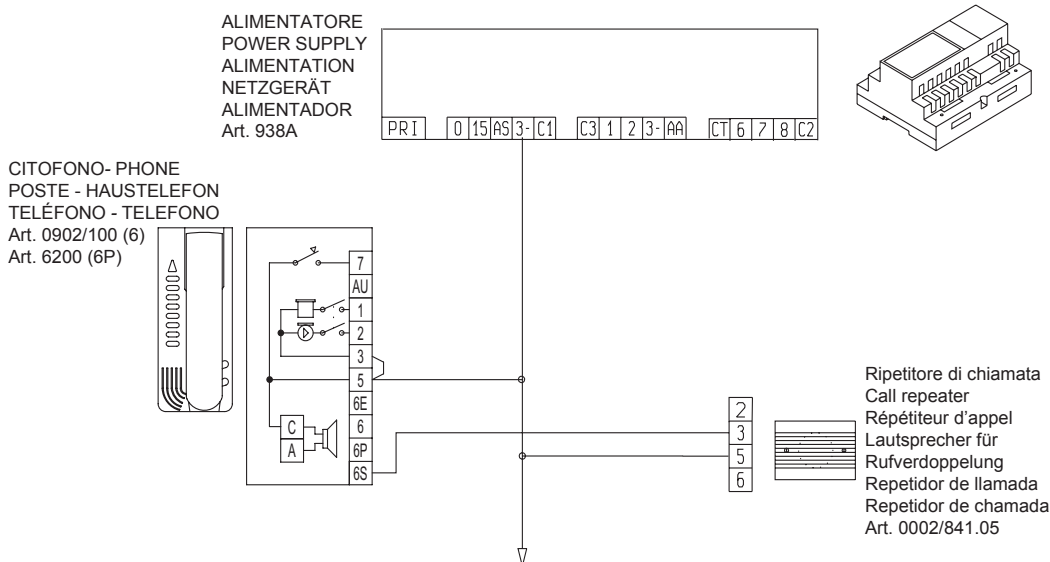 ALIMENTATORE
POWER SUPPLY
ALIMENTATION
NETZGERÄT
ALIMENTADOR
Art. 938A
PRI 0 15 AS 3- C1 C3 1 2 3- AA CT 6 7 8 C2
CITOFONO- PHONE
POSTE - HAUSTELEFON
TELÉFONO - TELEFONO
Art. 0902/100 (6)
Art. 6200 (6P)
7
AU
1
2
3
5
6E
6
6P
6S
C
A
2
3
5
6
Ripetitore di chiamata
Call repeater
Répétiteur d'appel
Lautsprecher für
Rufverdoppelung
Repetidor de llamada
Repetidor de chamada
Art. 0002/841.05